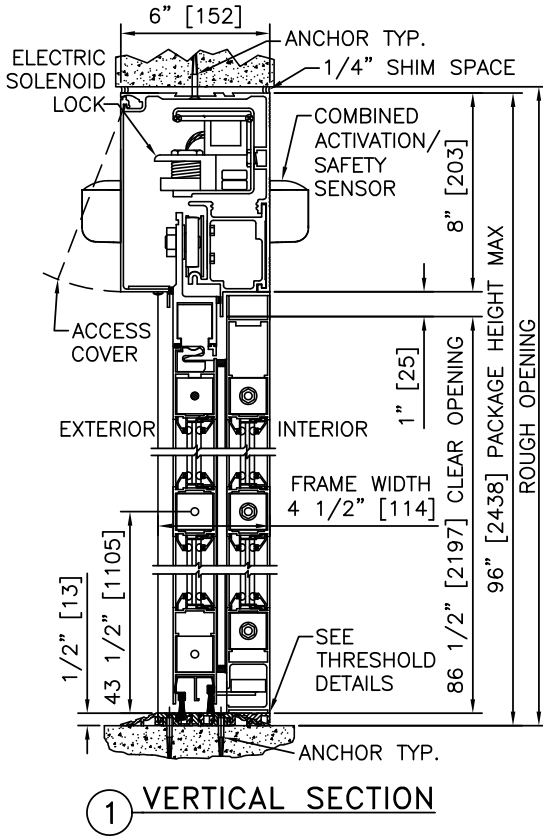 6” [152]
ANCHOR TYP.
1/4” SHIM SPACE
ELECTRIC
SOLENOID
LOCK
COMBINED
ACTIVATION/
SAFETY
SENSOR
8” [203]
ACCESS
COVER
1” [25]
EXTERIOR
INTERIOR
FRAME WIDTH
4 1/2” [114]
86 1/2” [2197] CLEAR OPENING
96” [2438] PACKAGE HEIGHT MAX
ROUGH OPENING
1/2” [13]
43 1/2” [1105]
SEE
THRESHOLD
DETAILS
ANCHOR TYP.
1 VERTICAL SECTION